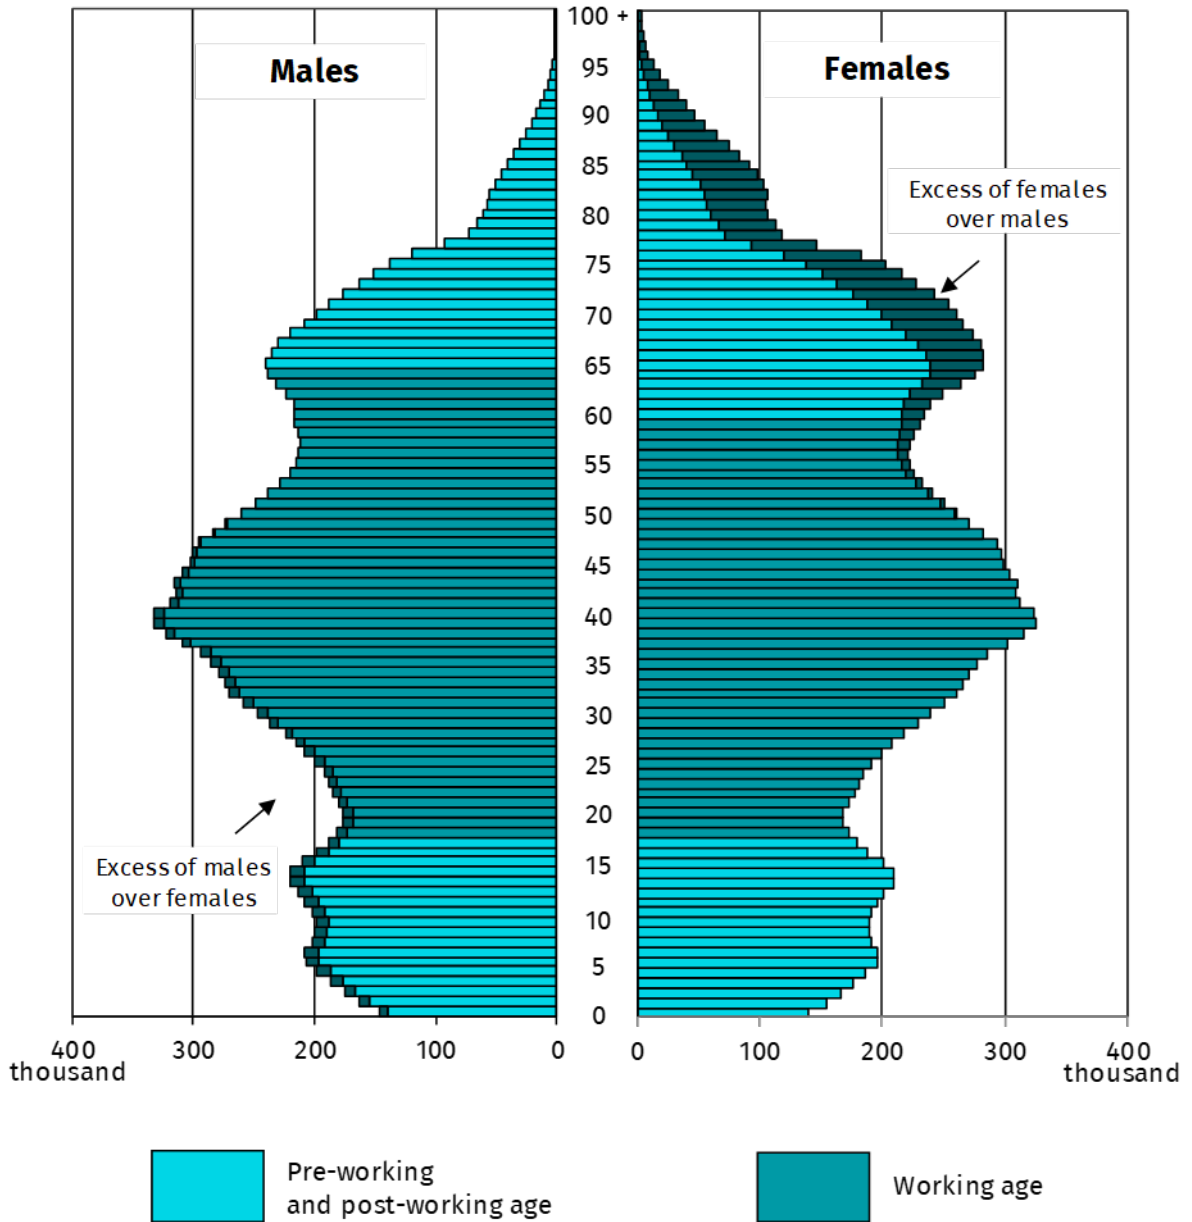 100 +
Males
Females
95
90
85
Excess of females
over males
80
75
70
65
60
55
50
45
40
35
30
25
20
15
Excess of males
over females
10
5
0
400 300 200 100 0 0 100 200 300 400
thousand thousand
Pre-working
and post-working age
Working age